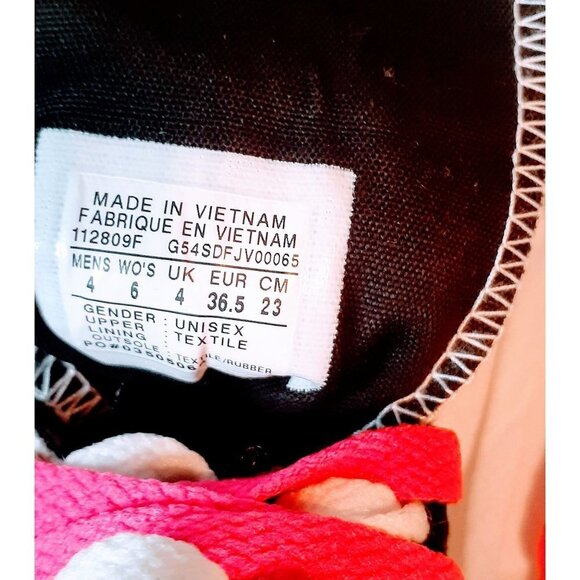 MADE IN VIETNAM
FABRIQUE EN VIETNAM
112809F G54SDFJV00065
MENS WO'S UK EUR CM
4 6 4 36.5 23
GENDER : UNISEX
UPPER : TEXTILE
LINING
OUTSOLE : TEXTILE/RUBBER